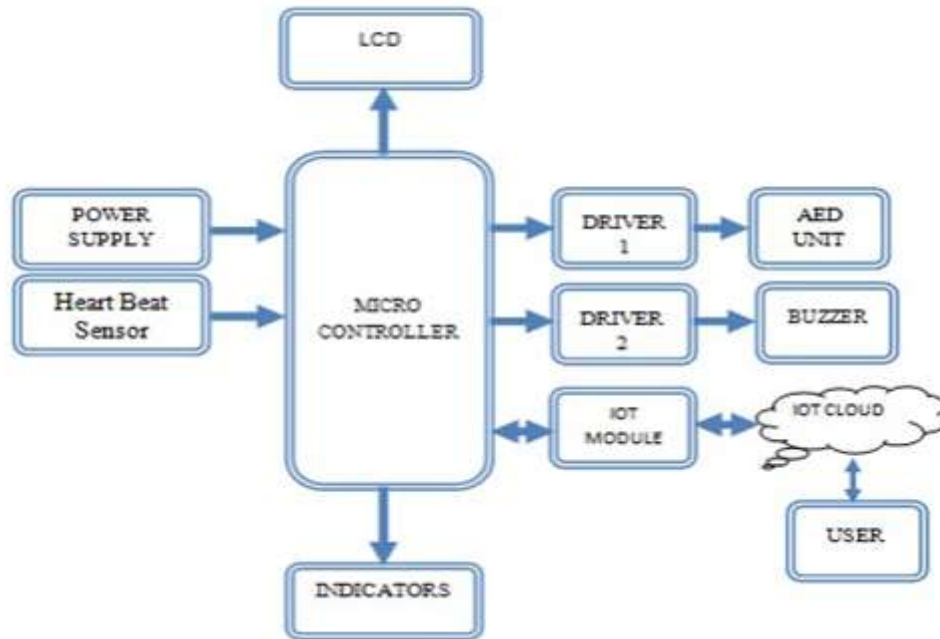 LCD
POWER
SUPPLY
Heart Beat
Sensor
MICRO
CONTROLLER
DRIVER
1
AED
UNIT
DRIVER
2
BUZZER
IOT
MODULE
IOT CLOUD
USER
INDICATORS